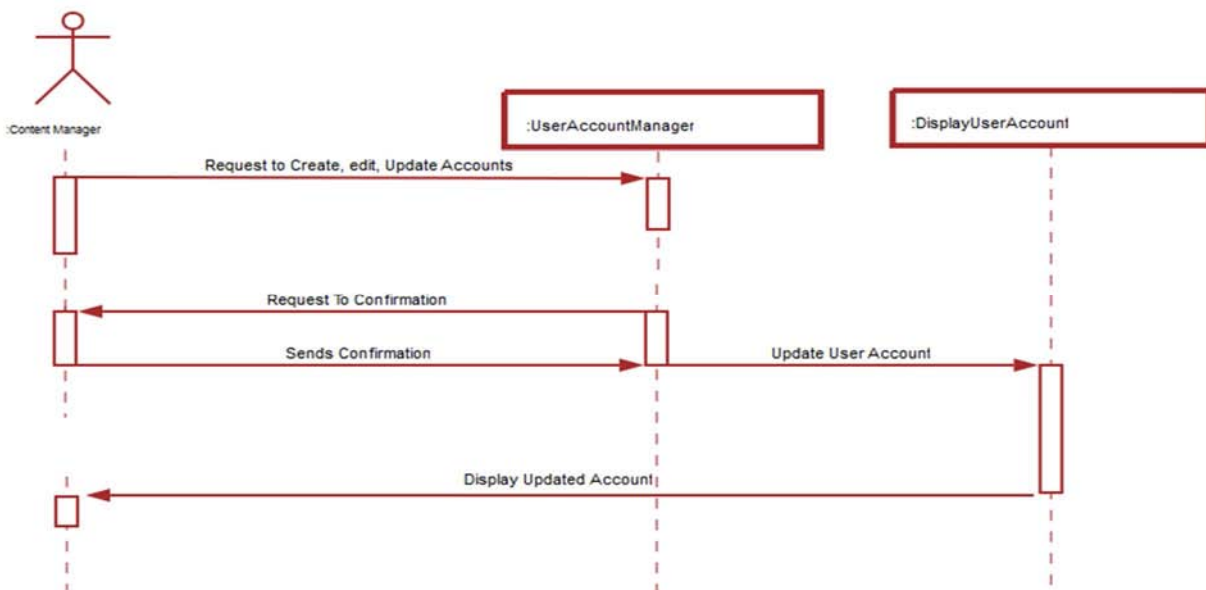 :Content Manager
:UserAccountManager
:DisplayUserAccount
Request to Create, edit, Update Accounts
Request To Confirmation
Sends Confirmation
Update User Account
Display Updated Account